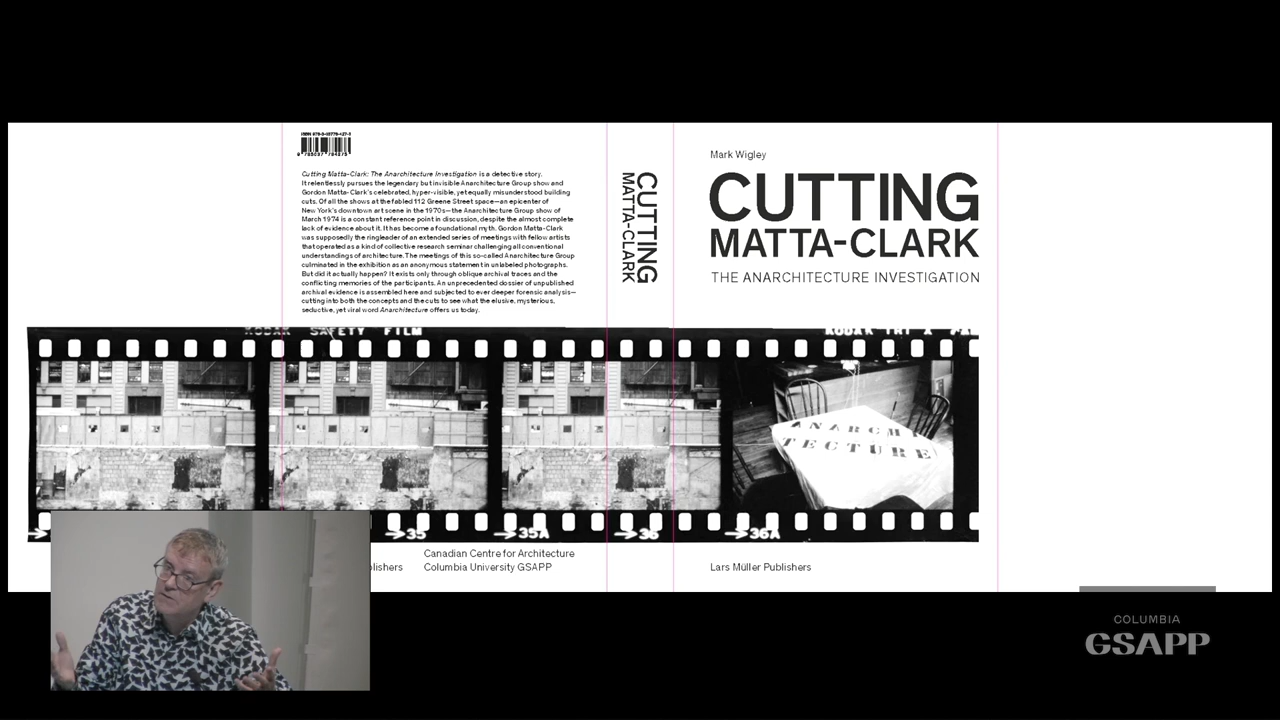 ISBN 978-3-03778-427-3
9 783037 784273
Cutting Matta-Clark: The Anarchitecture Investigation is a detective story.
It relentlessly pursues the legendary but invisible Anarchitecture Group show and
Gordon Matta-Clark's celebrated, hyper-visible, yet equally misunderstood building
cuts. Of all the shows at the fabled 112 Greene Street space—an epicenter of
New York's downtown art scene in the 1970s—the Anarchitecture Group show of
March 1974 is a constant reference point in discussion, despite the almost complete
lack of evidence about it. It has become a foundational myth. Gordon Matta-Clark
was supposedly the ringleader of an extended series of meetings with fellow artists
that operated as a kind of collective research seminar challenging all conventional
understandings of architecture. The meetings of this so-called Anarchitecture Group
culminated in the exhibition as an anonymous statement in unlabeled photographs.
But did it actually happen? It exists only through oblique archival traces and the
conflicting memories of the participants. An unprecedented dossier of unpublished
archival evidence is assembled here and subjected to ever deeper forensic analysis—
cutting into both the concepts and the cuts to see what the elusive, mysterious,
seductive, yet viral word Anarchitecture offers us today.
CUTTING
MATTA-CLARK
Mark Wigley
CUTTING
MATTA-CLARK
THE ANARCHITECTURE INVESTIGATION
KODAK SAFETY FILM
KODAK TRI X PAN
ANARCHI
TECTURE
→35
→35A
→36
→36A
Canadian Centre for Architecture
blishers
Columbia University GSAPP
Lars Müller Publishers
COLUMBIA
GSAPP